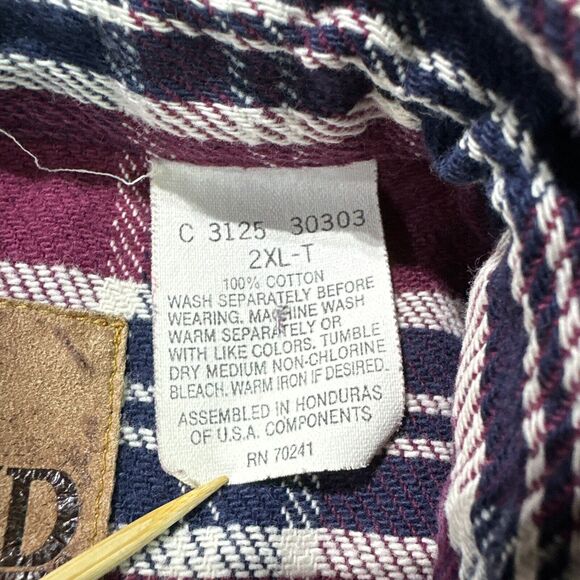 C 3125 30303
2XL-T
100% COTTON
WASH SEPARATELY BEFORE
WEARING. MACHINE WASH
WARM SEPARATELY OR
WITH LIKE COLORS. TUMBLE
DRY MEDIUM NON-CHLORINE
BLEACH. WARM IRON IF DESIRED.
ASSEMBLED IN HONDURAS
OF U.S.A. COMPONENTS
RN 70241
D